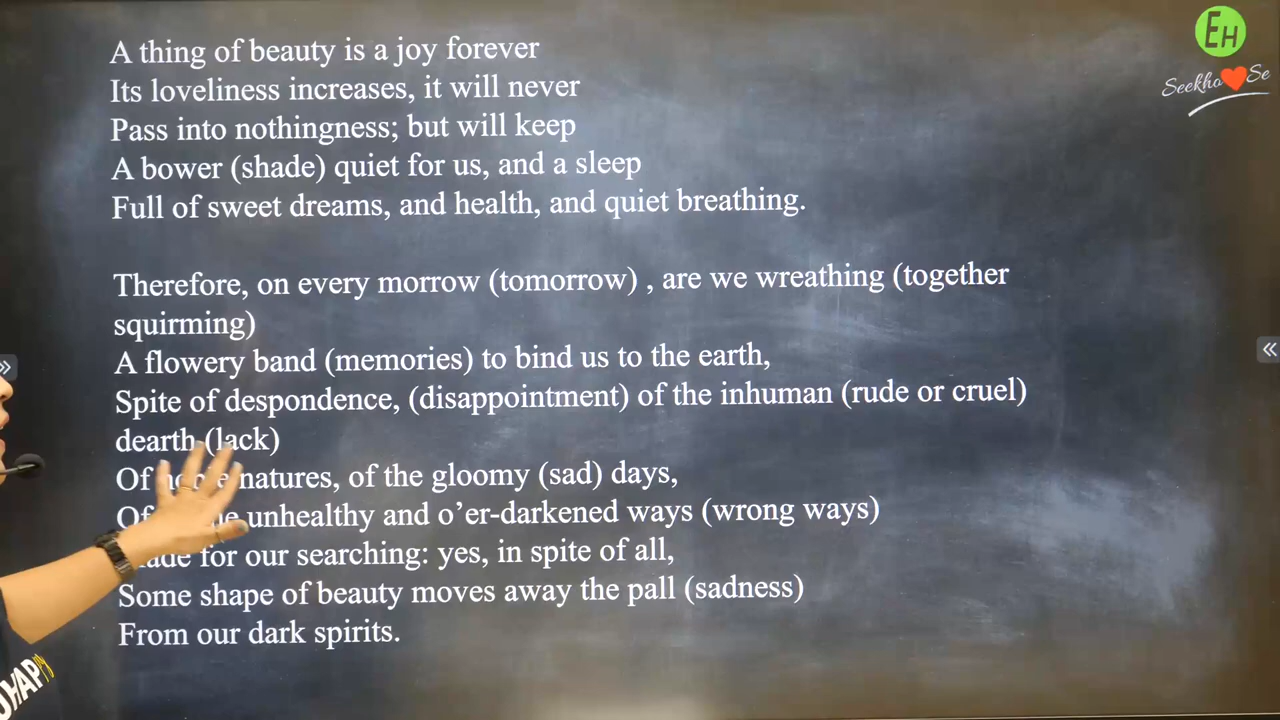 A thing of beauty is a joy forever
Its loveliness increases, it will never
Pass into nothingness; but will keep
A bower (shade) quiet for us, and a sleep
Full of sweet dreams, and health, and quiet breathing.
Therefore, on every morrow (tomorrow) , are we wreathing (together
squirming)
A flowery band (memories) to bind us to the earth,
Spite of despondence, (disappointment) of the inhuman (rude or cruel)
dearth (lack)
Of natures, of the gloomy (sad) days,
Of unhealthy and o’er-darkened ways (wrong ways)
for our searching: yes, in spite of all,
Some shape of beauty moves away the pall (sadness)
From our dark spirits.
EH
Seekho Se